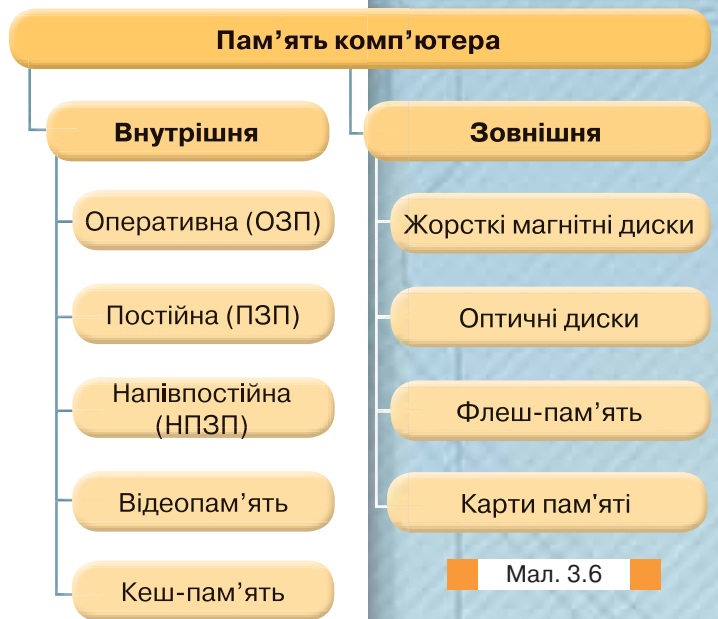 Пам’ять комп’ютера
Внутрішня
Оперативна (ОЗП)
Постійна (ПЗП)
Напівпостійна
(НПЗП)
Відеопам’ять
Кеш-пам’ять
Зовнішня
Жорсткі магнітні диски
Оптичні диски
Флеш-пам’ять
Карти пам'яті
Мал. 3.6